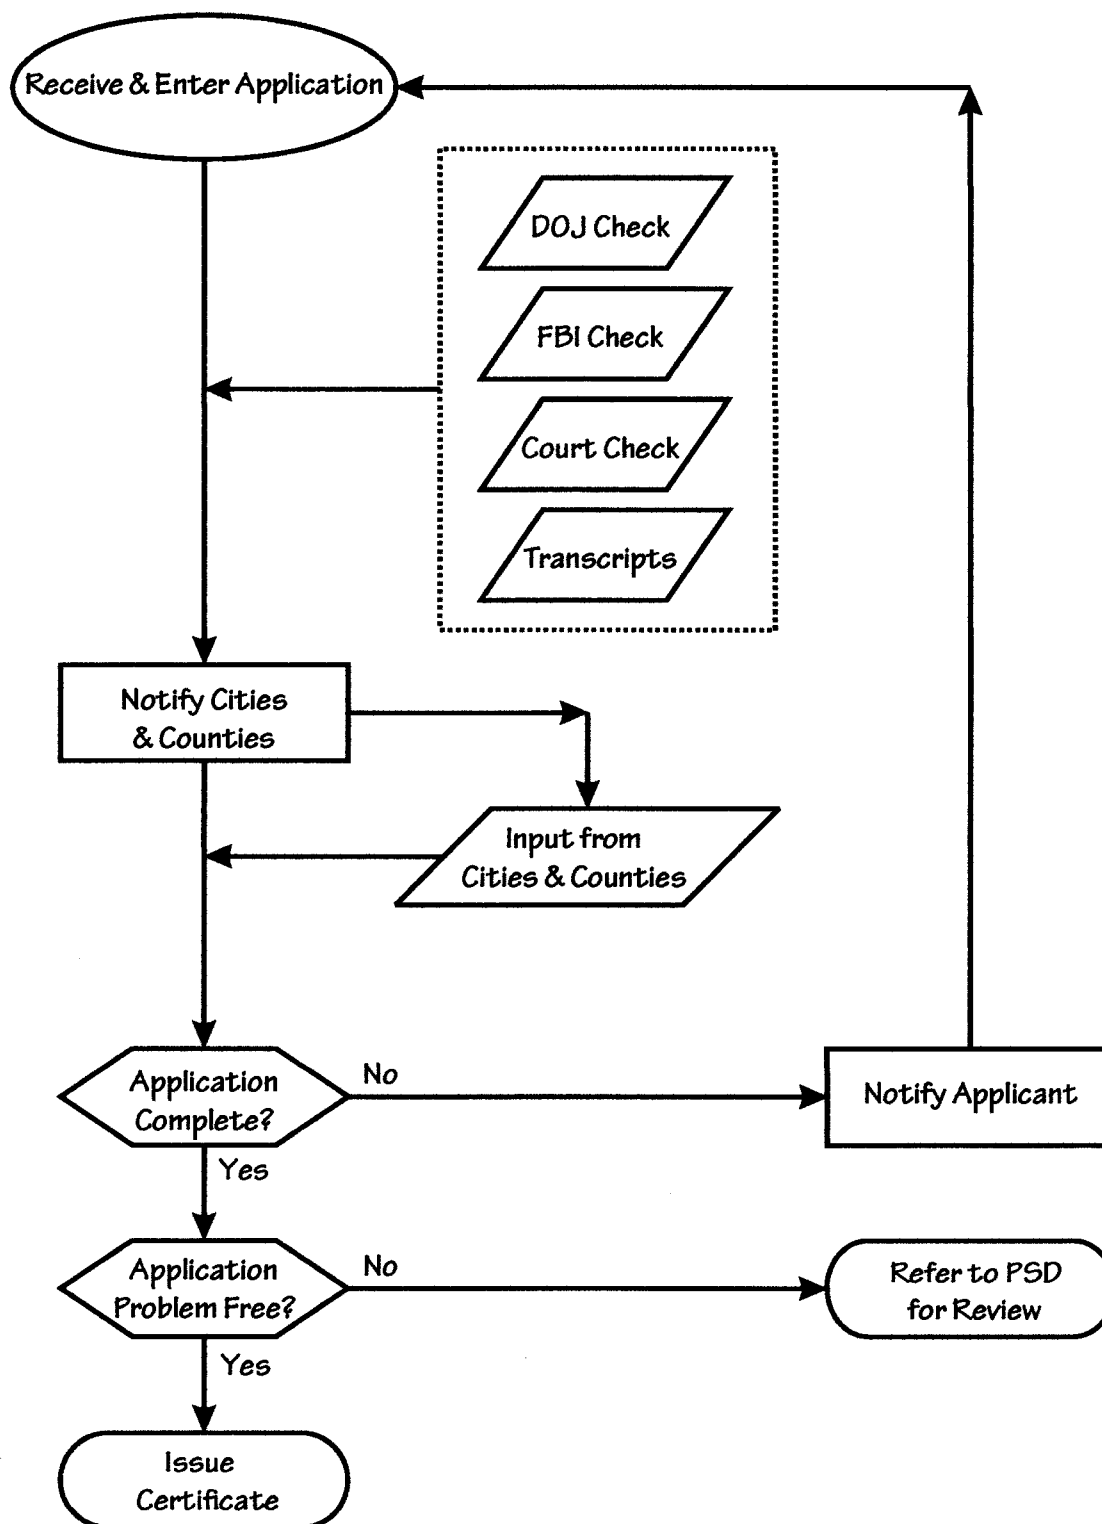 Receive & Enter Application
DOJ Check
FBI Check
Court Check
Transcripts
Notify Cities
& Counties
Input from
Cities & Counties
Application
Complete?
No
Notify Applicant
Yes
Application
Problem Free?
No
Refer to PSD
for Review
Yes
Issue
Certificate